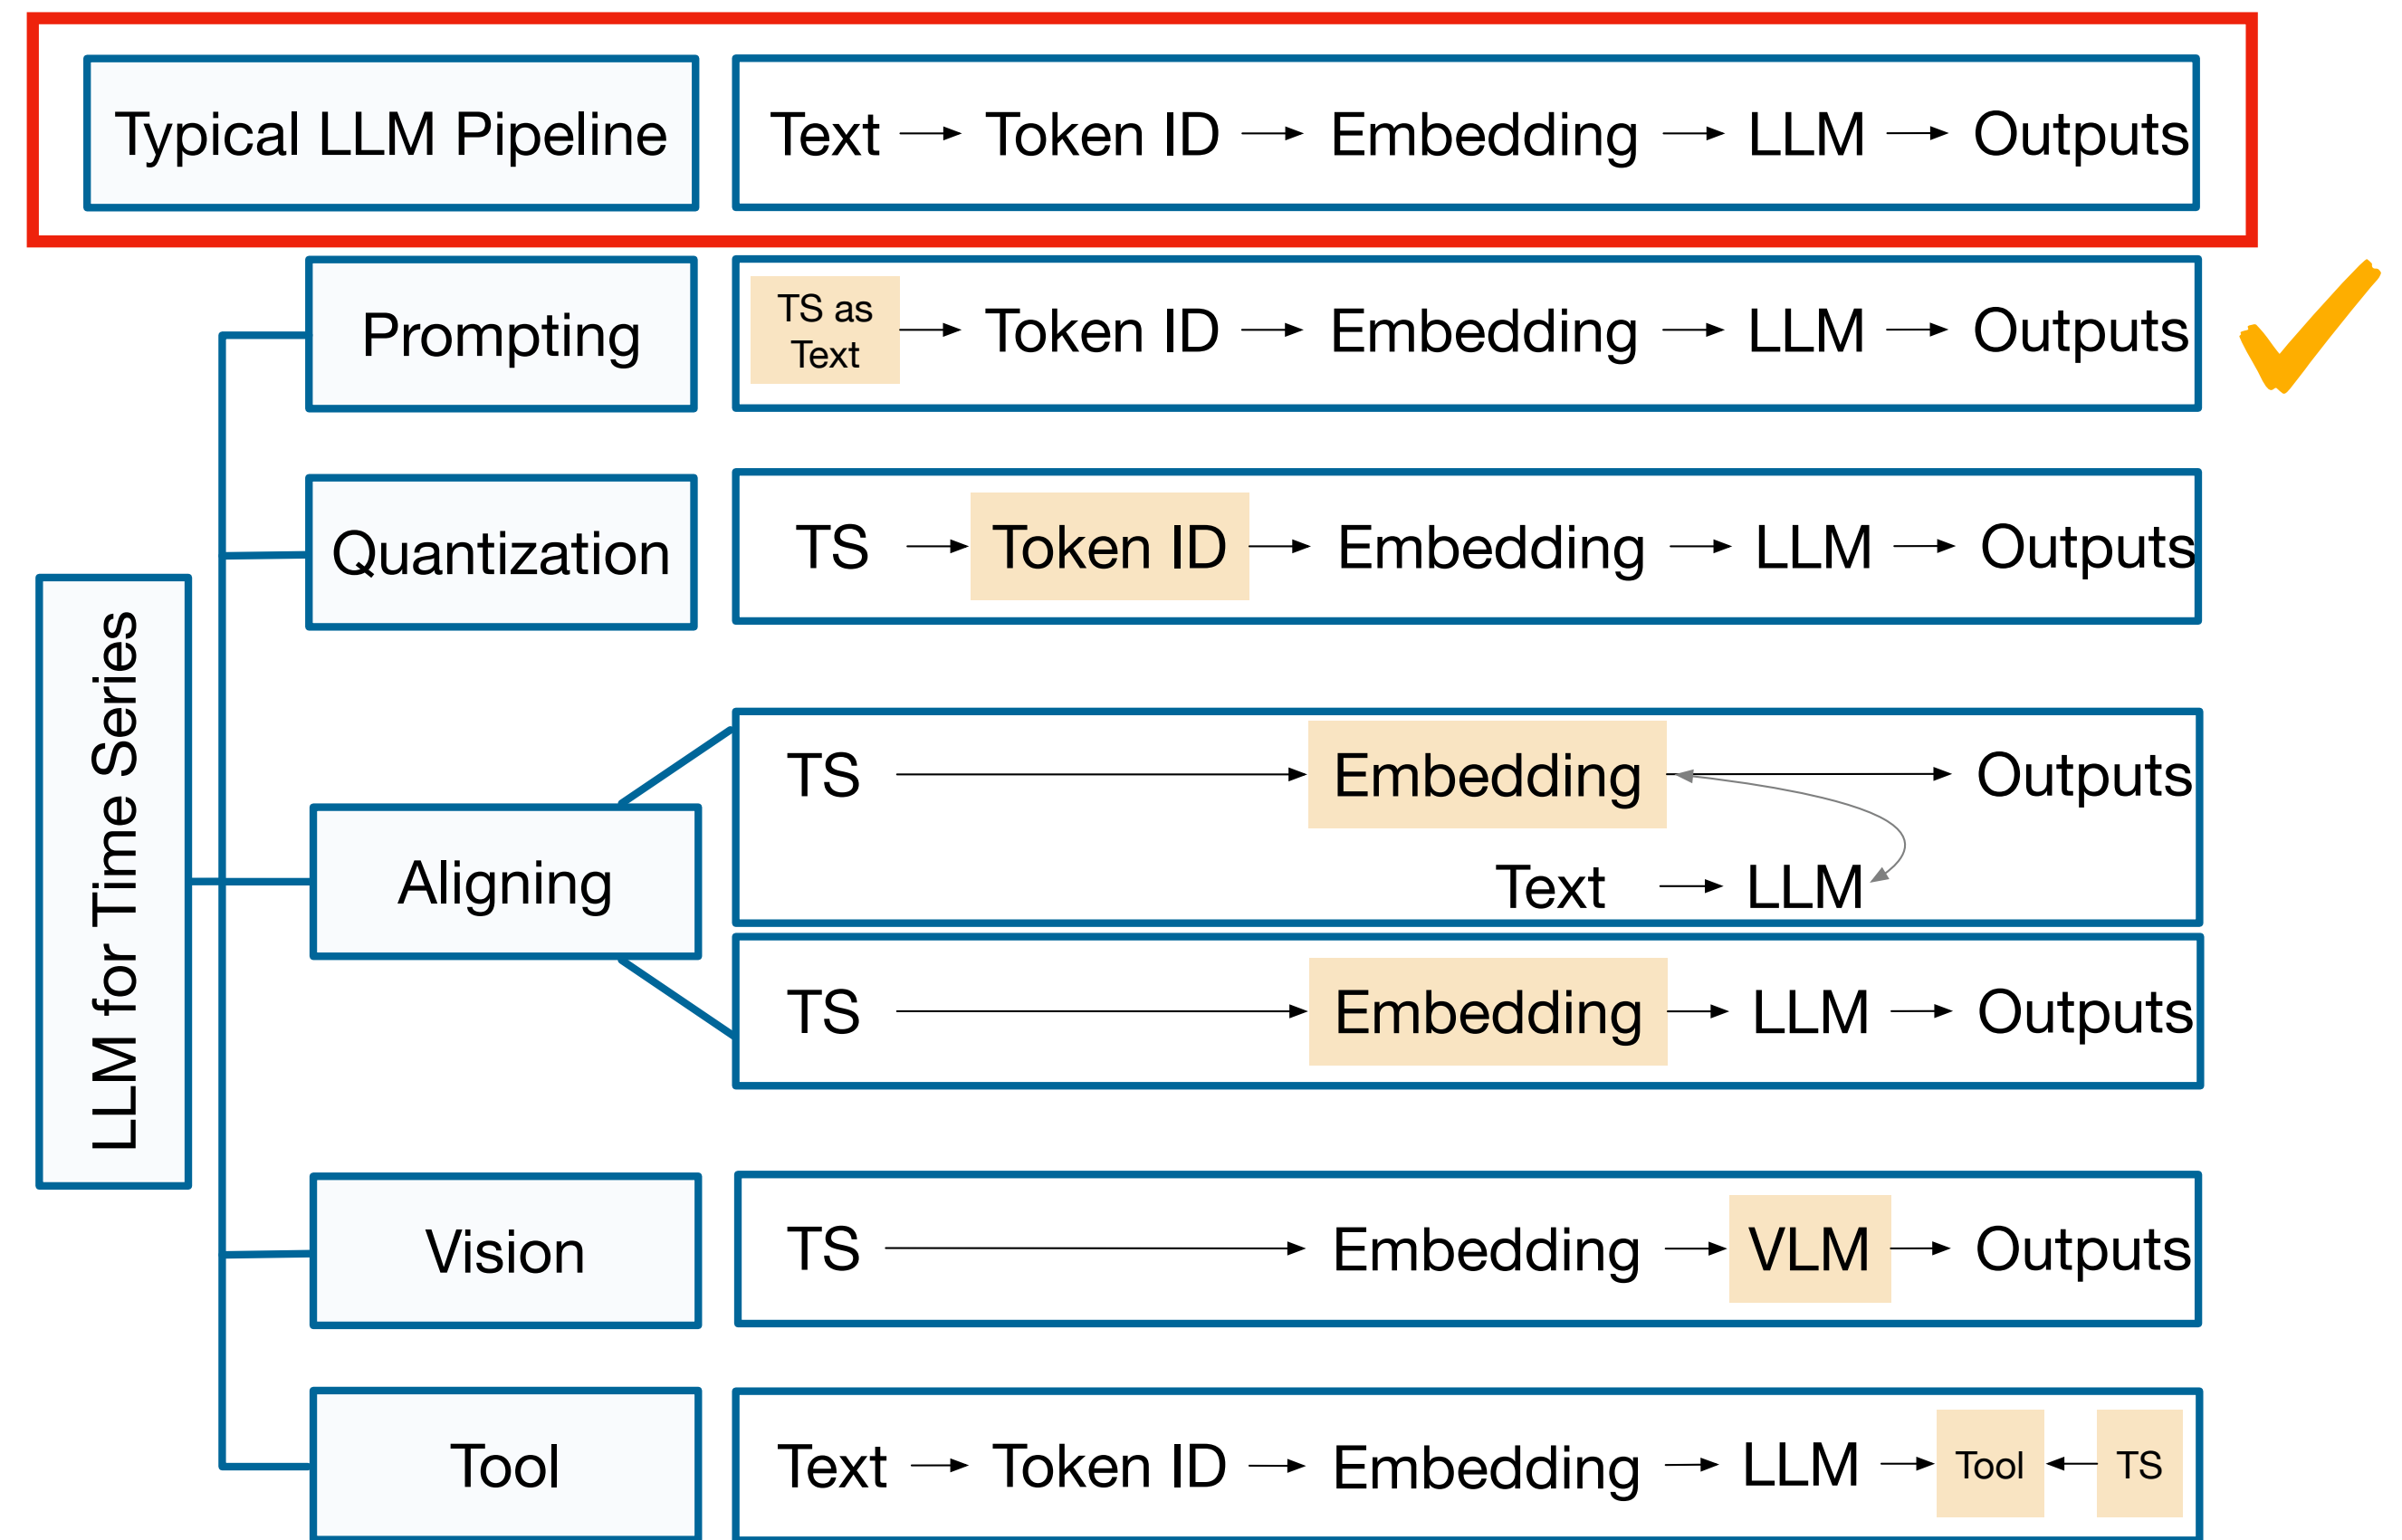 Typical LLM Pipeline
Text Token ID Embedding LLM Outputs
Prompting
TS as
Text
Token ID Embedding LLM Outputs
Quantization
TS Token ID Embedding LLM Outputs
LLM for Time Series
Aligning
TS Embedding Outputs
Text LLM
TS Embedding LLM Outputs
Vision
TS Embedding VLM Outputs
Tool
Text Token ID Embedding LLM Tool TS